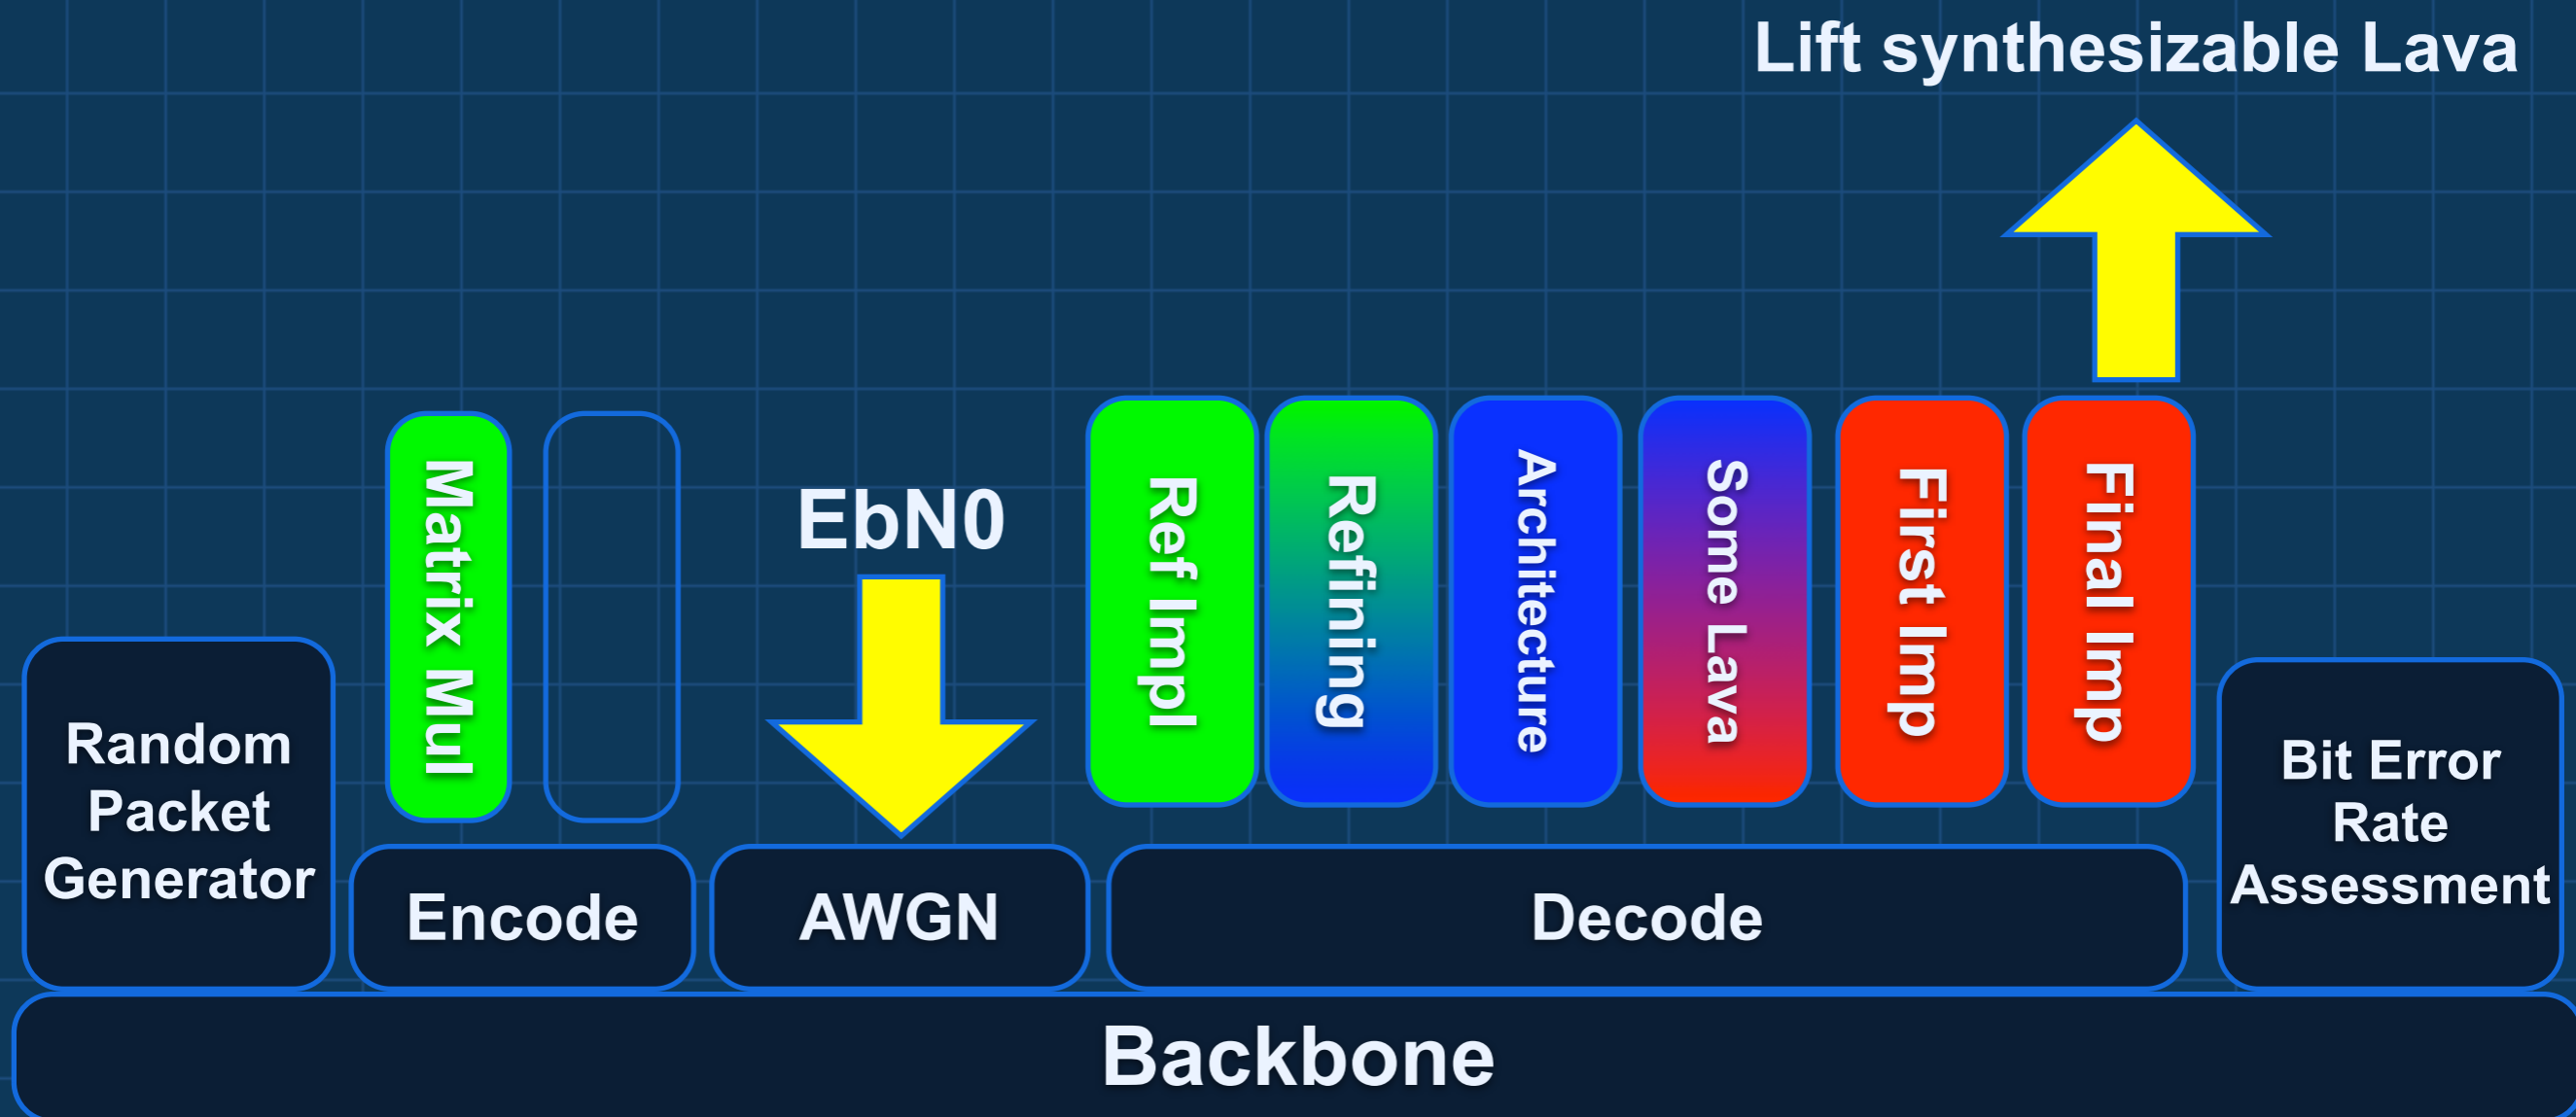 Lift synthesizable Lava
Matrix Mul
EbN0
Ref Impl
Refining
Architecture
Some Lava
First Imp
Final Imp
Random
Packet
Generator
Encode
AWGN
Decode
Bit Error
Rate
Assessment
Backbone